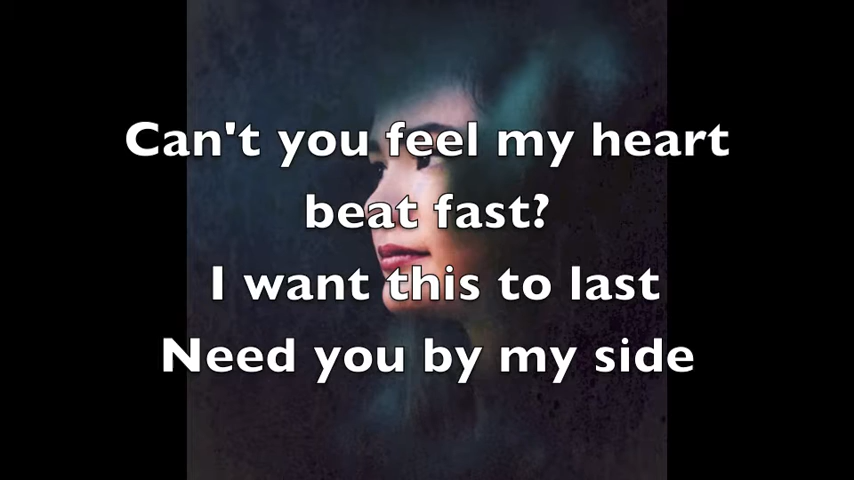 Can't you feel my heart
beat fast?
I want this to last
Need you by my side